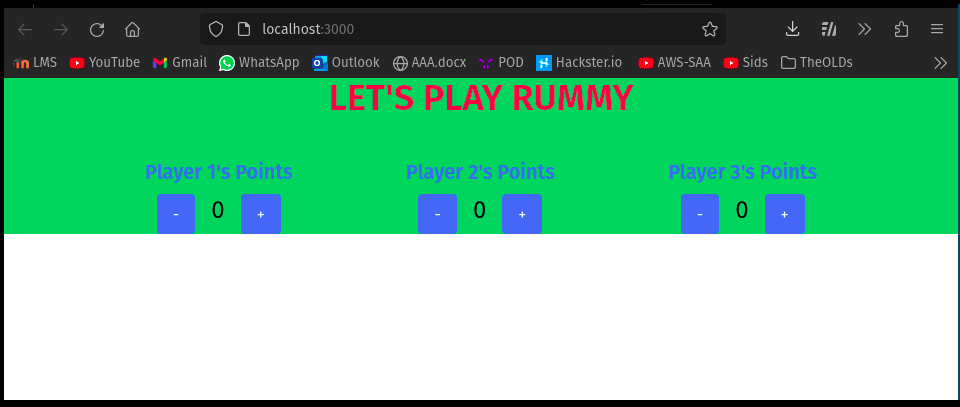 localhost:3000
LMS YouTube Gmail WhatsApp Outlook AAA.docx POD Hackster.io AWS-SAA Sids TheOLDs
LET'S PLAY RUMMY
Player 1's Points Player 2's Points Player 3's Points
- 0 + - 0 + - 0 +